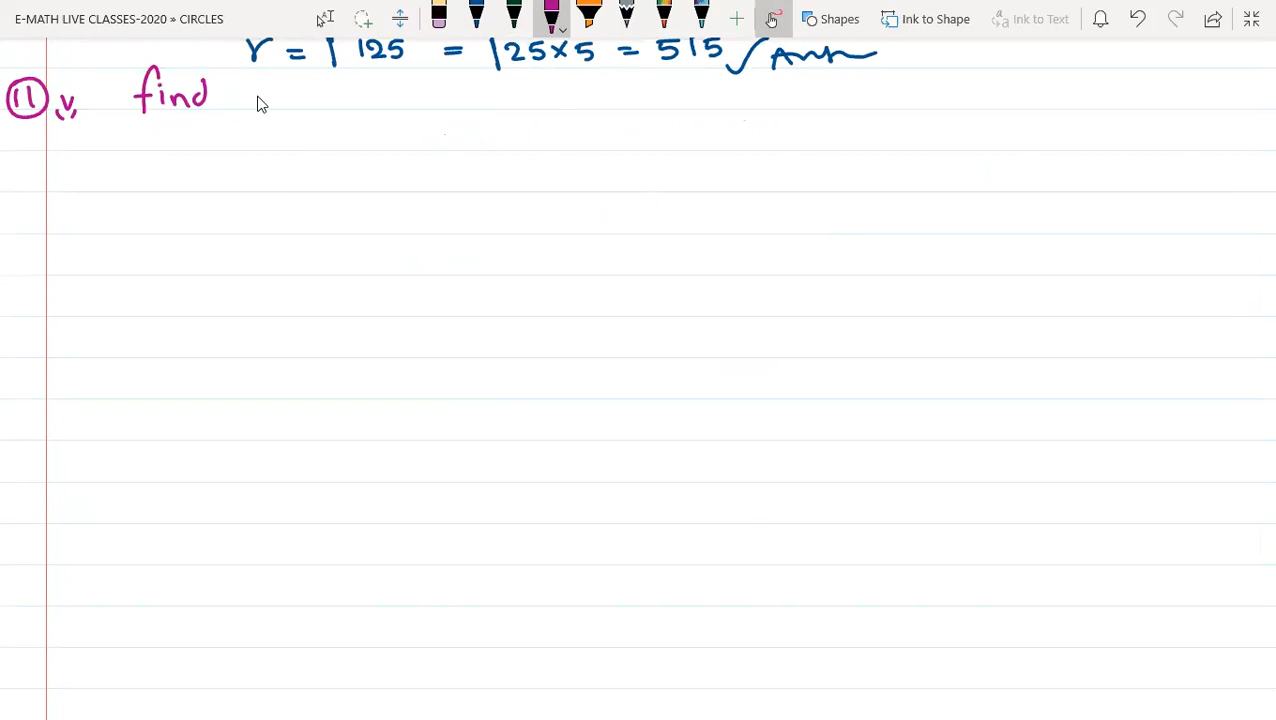 E-MATH LIVE CLASSES-2020 » CIRCLES Shapes Ink to Shape Ink to Text
r = √125 = √25×5 = 5√5 Ans
11 v find